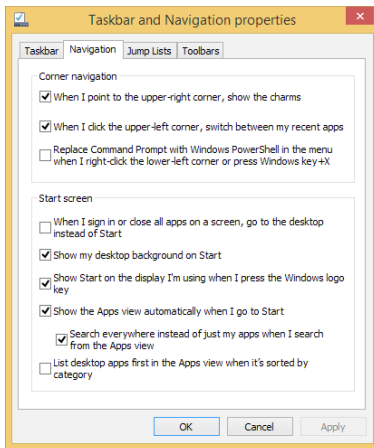 Taskbar and Navigation properties
Taskbar Navigation Jump Lists Toolbars
Corner navigation
When I point to the upper-right corner, show the charms
When I click the upper-left corner, switch between my recent apps
Replace Command Prompt with Windows PowerShell in the menu
when I right-click the lower-left corner or press Windows key+X
Start screen
When I sign in or close all apps on a screen, go to the desktop
instead of Start
Show my desktop background on Start
Show Start on the display I'm using when I press the Windows logo
key
Show the Apps view automatically when I go to Start
Search everywhere instead of just my apps when I search
from the Apps view
List desktop apps first in the Apps view when it's sorted by
category
OK Cancel Apply